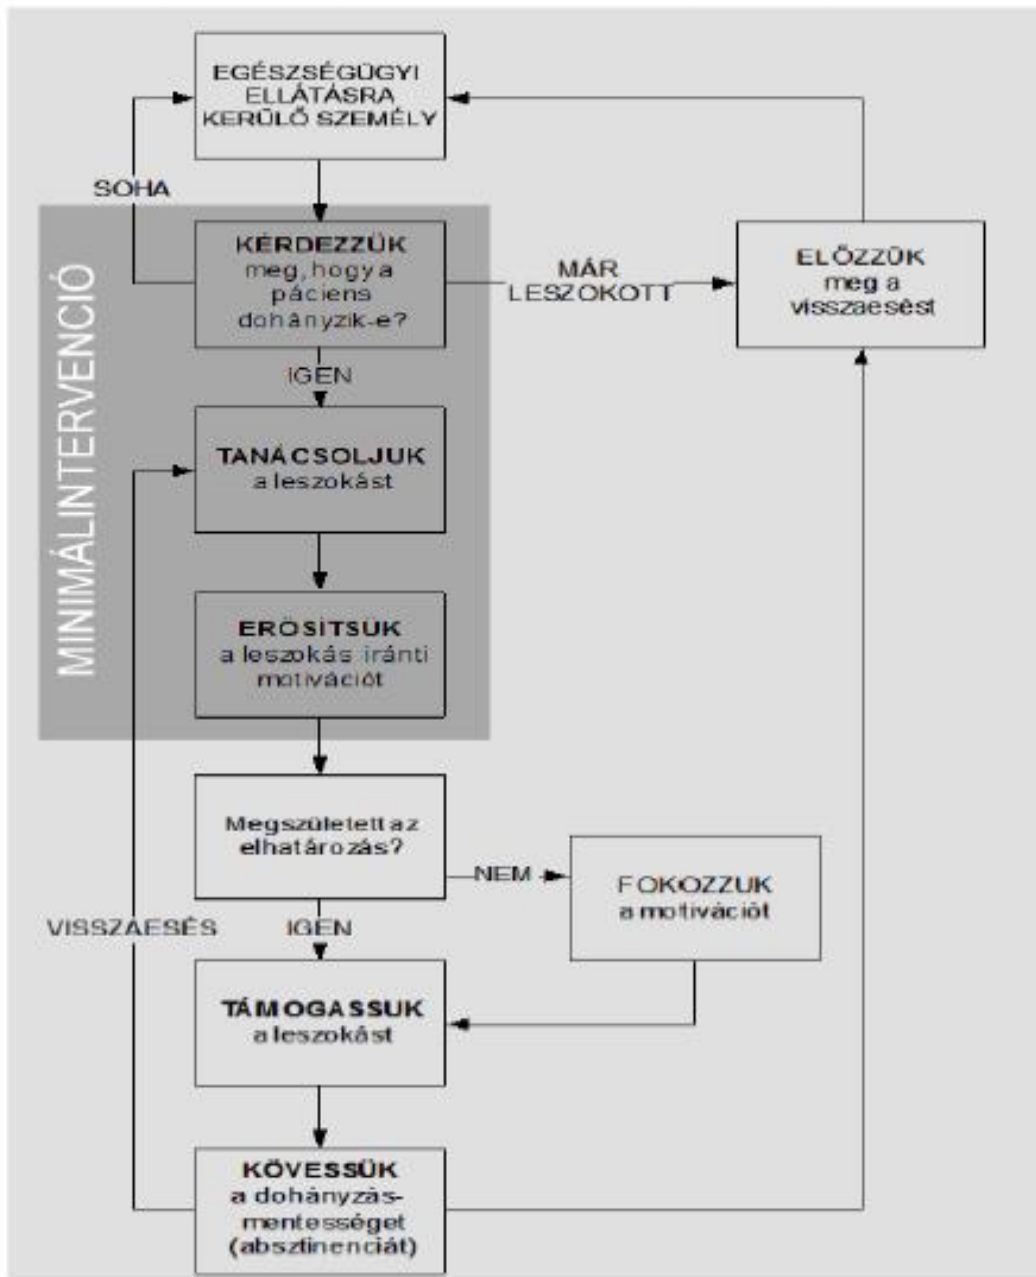 EGÉSZSÉGÜGYI
ELLÁTÁSRA
KERÜLŐ SZEMÉLY
SOHA
MINIMÁLINTERVENCIÓ
KÉRDEZZÜK
meg, hogy a
páciens
dohányzik-e?
MÁR
LESZOKOTT
ELŐZZÜK
meg a
visszaesést
IGEN
TANÁCSOLJUK
a leszokást
ERŐSÍTSÜK
a leszokás iránti
motivációt
Megszületett az
elhatározás?
NEM
FOKOZZUK
a motivációt
VISSZAESÉS
IGEN
TÁMOGASSUK
a leszokást
KÖVESSÜK
a dohányzás-
mentességet
(absztinenciát)